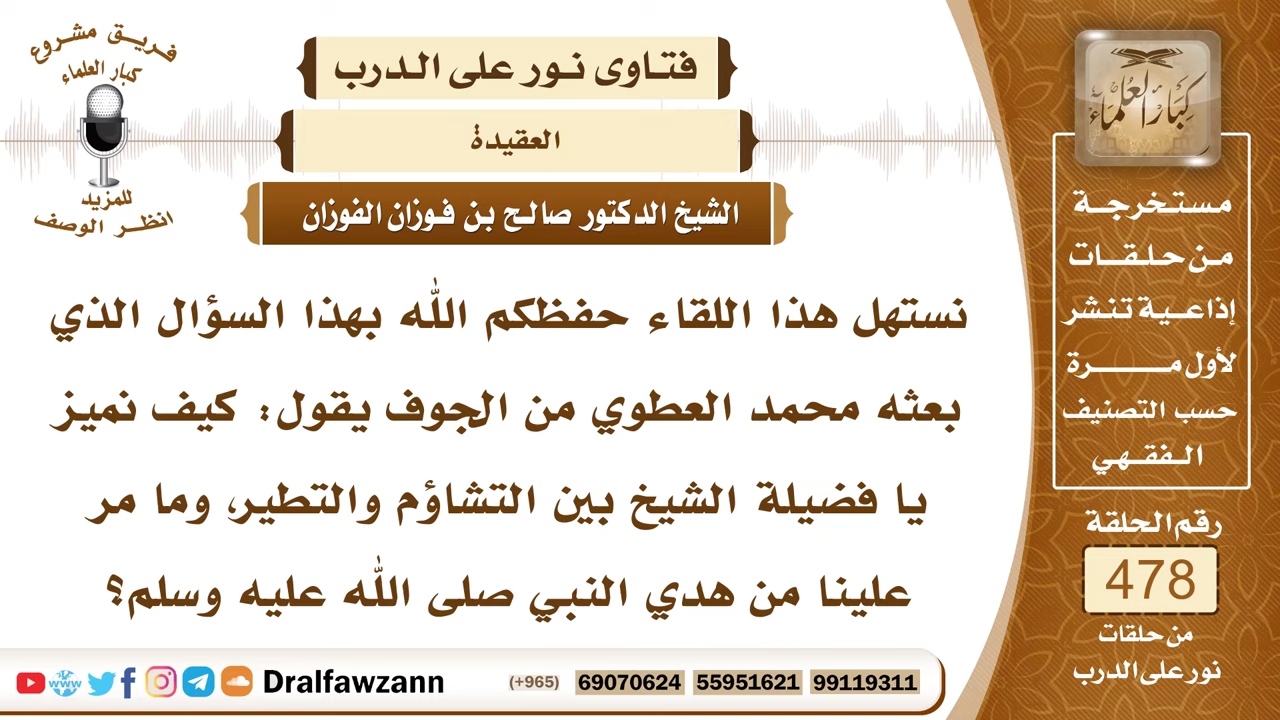 فريق مشروع
كبار العلماء
للمزيد
انظر الوصف
فتاوى نور على الدرب
العقيدة
الشيخ الدكتور صالح بن فوزان الفوزان
نستهل هذا اللقاء حفظكم الله بهذا السؤال الذي
بعثه محمد العطوي من الجوف يقول: كيف نميز
يا فضيلة الشيخ بين التشاؤم والتطير، وما مر
علينا من هدي النبي صلى الله عليه وسلم؟
كبار العلماء
مستخرجة
من حلقات
إذاعية تنشر
لأول مرة
حسب التصنيف
الفقهي
رقم الحلقة
478
من حلقات
نور على الدرب
www
Dralfawzann (+965) 69070624 55951621 99119311